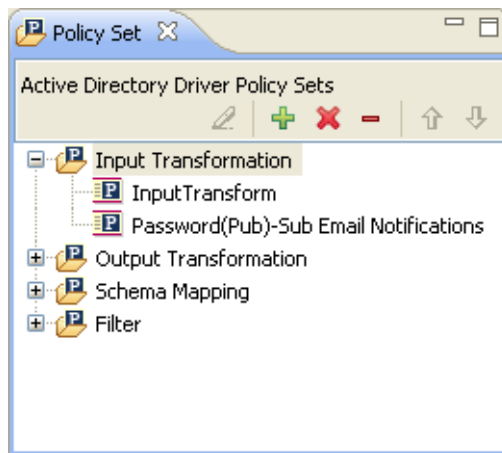 Policy Set
Active Directory Driver Policy Sets
Input Transformation
InputTransform
Password(Pub)-Sub Email Notifications
Output Transformation
Schema Mapping
Filter